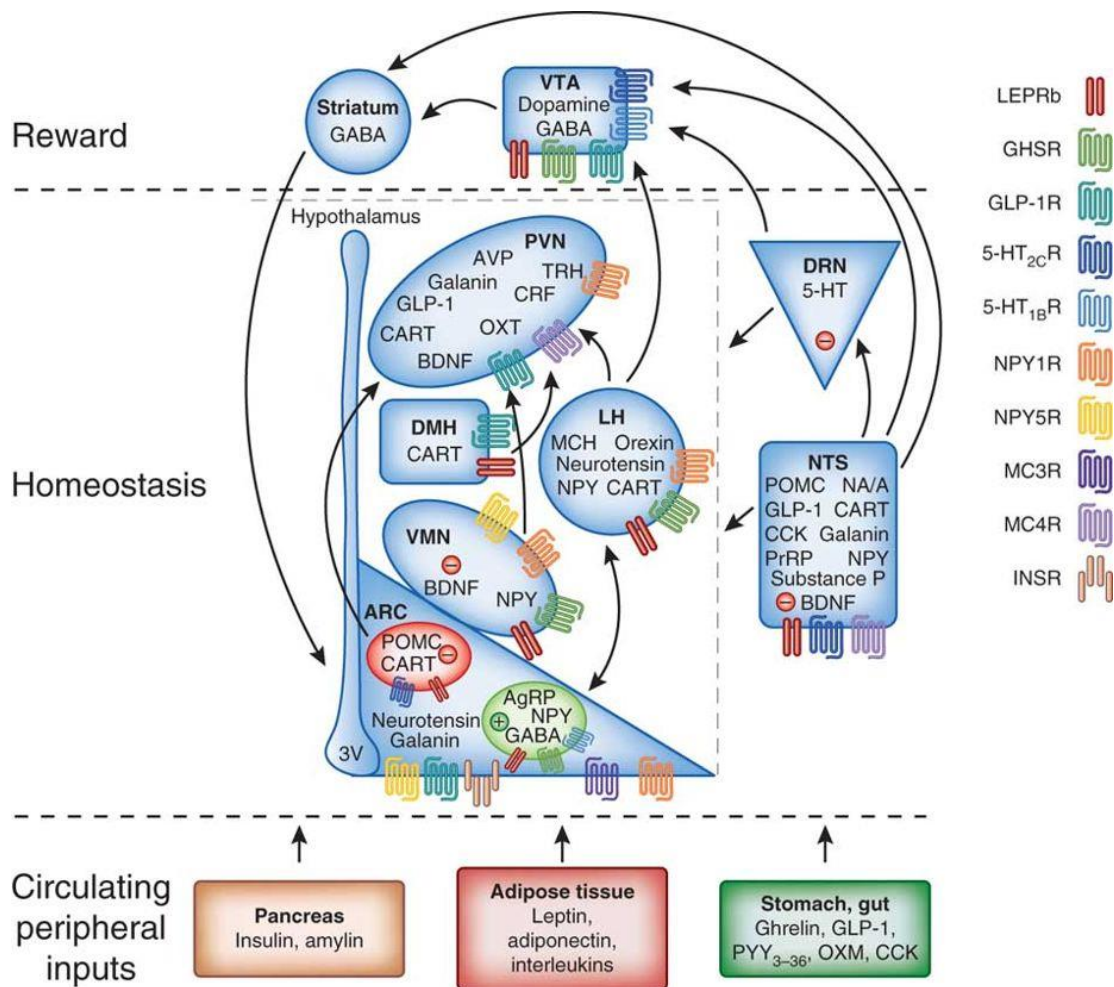 Reward
Striatum
GABA
VTA
Dopamine
GABA
Homeostasis
Hypothalamus
PVN
AVP
TRH
Galanin
CRF
GLP-1
OXT
CART
BDNF
DMH
CART
LH
MCH Orexin
Neurotensin
NPY CART
VMN
−
BDNF
NPY
ARC
POMC
−
CART
AgRP
NPY
+
GABA
Neurotensin
Galanin
3V
DRN
5-HT
−
NTS
POMC NA/A
GLP-1 CART
CCK Galanin
PrRP NPY
Substance P
− BDNF
LEPRb
GHSR
GLP-1R
5-HT2CR
5-HT1BR
NPY1R
NPY5R
MC3R
MC4R
INSR
Circulating
peripheral
inputs
Pancreas
Insulin, amylin
Adipose tissue
Leptin,
adiponectin,
interleukins
Stomach, gut
Ghrelin, GLP-1,
PYY3–36, OXM, CCK